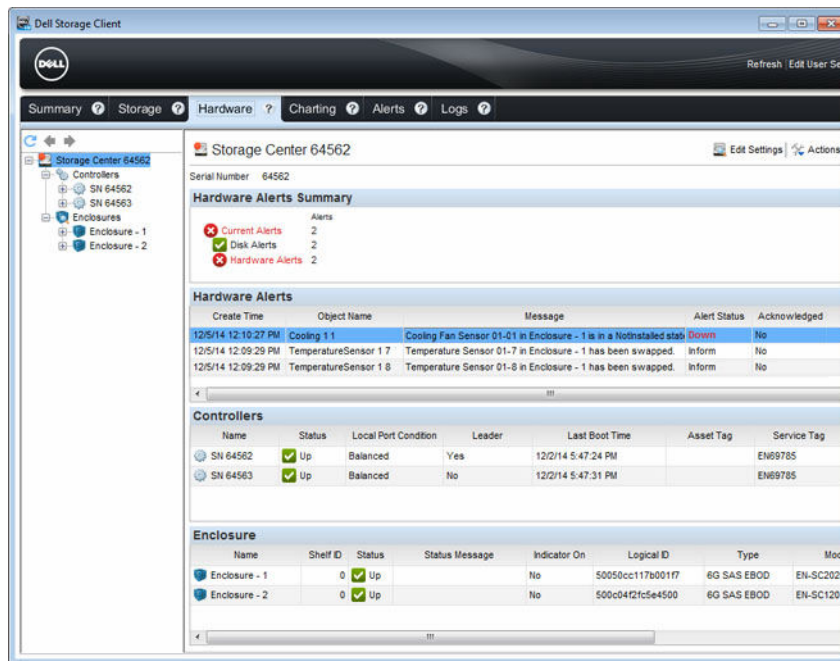 Dell Storage Client
DELL
Refresh Edit User Se
Summary ? Storage ? Hardware ? Charting ? Alerts ? Logs ?
Storage Center 64562
Controllers
SN 64562
SN 64563
Enclosures
Enclosure - 1
Enclosure - 2
Storage Center 64562
Edit Settings Actions
Serial Number 64562
Hardware Alerts Summary
Alerts
Current Alerts 2
Disk Alerts 2
Hardware Alerts 2
Hardware Alerts
Create Time Object Name Message Alert Status Acknowledged
12/5/14 12:10:27 PM Cooling 1 1 Cooling Fan Sensor 01-01 in Enclosure - 1 is in a NotInstalled stat Down No
12/5/14 12:09:29 PM TemperatureSensor 1 7 Temperature Sensor 01-7 in Enclosure - 1 has been swapped. Inform No
12/5/14 12:09:29 PM TemperatureSensor 1 8 Temperature Sensor 01-8 in Enclosure - 1 has been swapped. Inform No
Controllers
Name Status Local Port Condition Leader Last Boot Time Asset Tag Service Tag
SN 64562 Up Balanced Yes 12/2/14 5:47:24 PM EN69785
SN 64563 Up Balanced No 12/2/14 5:47:31 PM EN69785
Enclosure
Name Shelf ID Status Status Message Indicator On Logical ID Type Moc
Enclosure - 1 0 Up No 50050cc117b001f7 6G SAS EBOD EN-SC202
Enclosure - 2 0 Up No 500c04f2fc5e4500 6G SAS EBOD EN-SC120